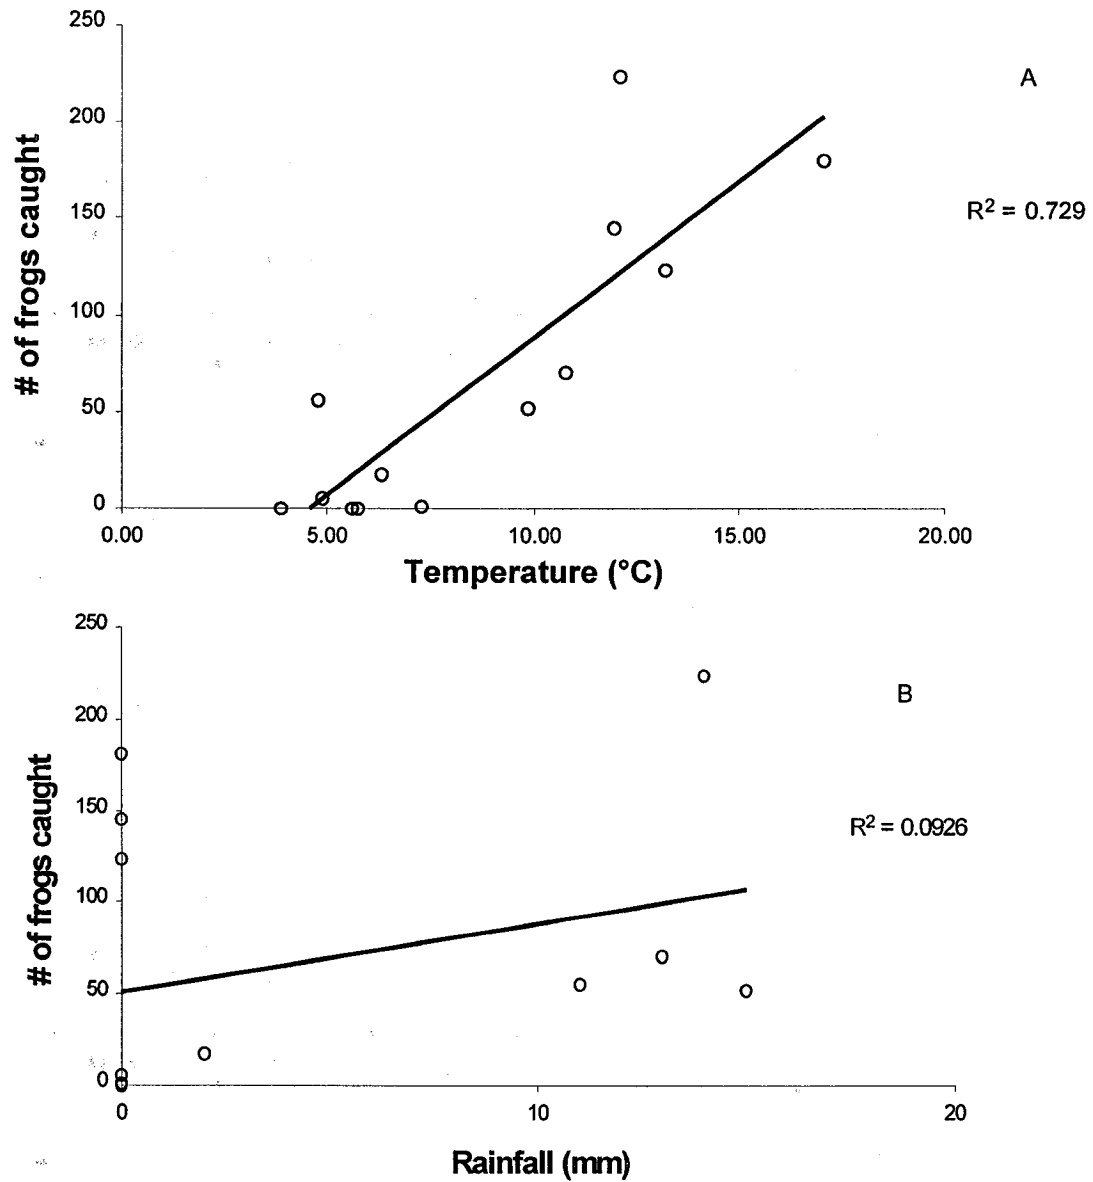 250
A
200
R² = 0.729
150
100
50
0
0.00 5.00 10.00 15.00 20.00
# of frogs caught
Temperature (°C)
250
B
200
150
R² = 0.0926
100
50
0
0 10 20
# of frogs caught
Rainfall (mm)